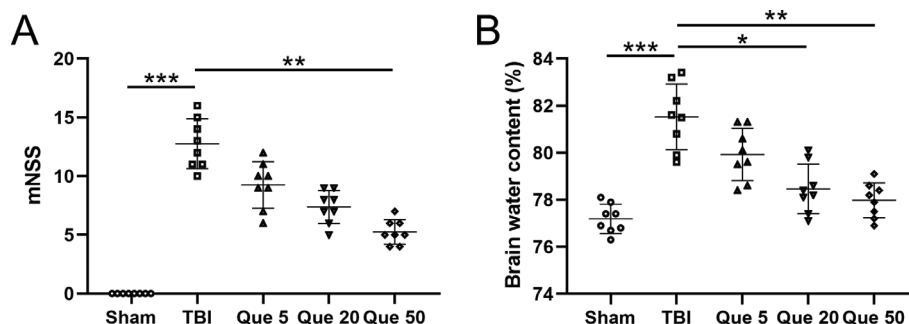 A
***
**
mNSS
20
15
10
5
0
Sham TBI Que 5 Que 20 Que 50
B
**
***
*
Brain water content (%)
84
82
80
78
76
74
Sham TBI Que 5 Que 20 Que 50